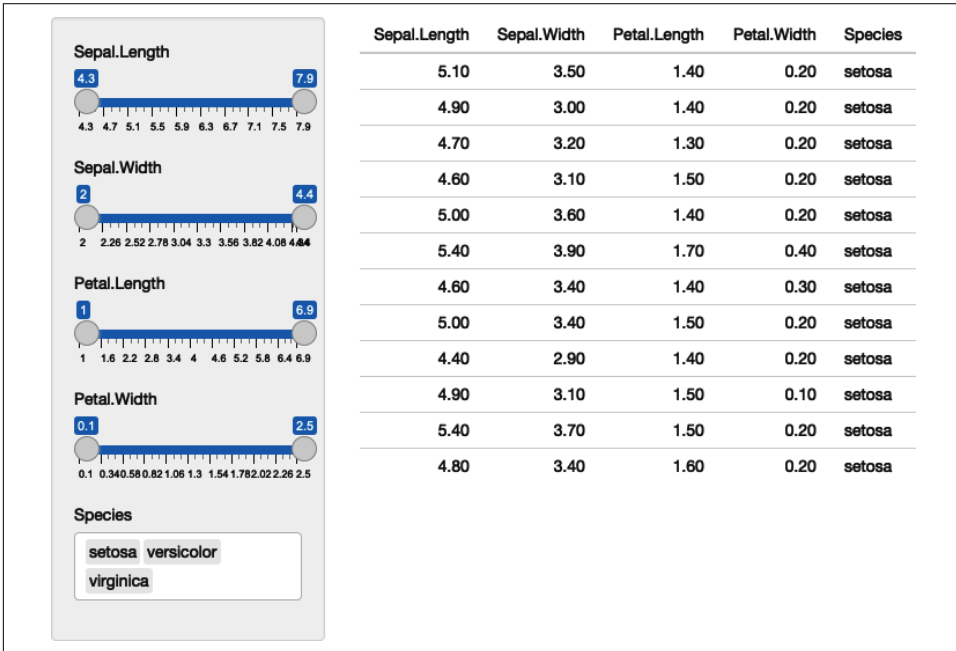 Sepal.Length
4.3 7.9
4.3 4.7 5.1 5.5 5.9 6.3 6.7 7.1 7.5 7.9
Sepal.Width
2 4.4
2 2.26 2.52 2.78 3.04 3.3 3.56 3.82 4.08
Petal.Length
1 6.9
1 1.6 2.2 2.8 3.4 4 4.6 5.2 5.8 6.4 6.9
Petal.Width
0.1 2.5
0.1 0.34 0.58 0.82 1.06 1.3 1.54 1.78 2.02 2.26 2.5
Species
setosa versicolor
virginica
Sepal.Length Sepal.Width Petal.Length Petal.Width Species
5.10 3.50 1.40 0.20 setosa
4.90 3.00 1.40 0.20 setosa
4.70 3.20 1.30 0.20 setosa
4.60 3.10 1.50 0.20 setosa
5.00 3.60 1.40 0.20 setosa
5.40 3.90 1.70 0.40 setosa
4.60 3.40 1.40 0.30 setosa
5.00 3.40 1.50 0.20 setosa
4.40 2.90 1.40 0.20 setosa
4.90 3.10 1.50 0.10 setosa
5.40 3.70 1.50 0.20 setosa
4.80 3.40 1.60 0.20 setosa